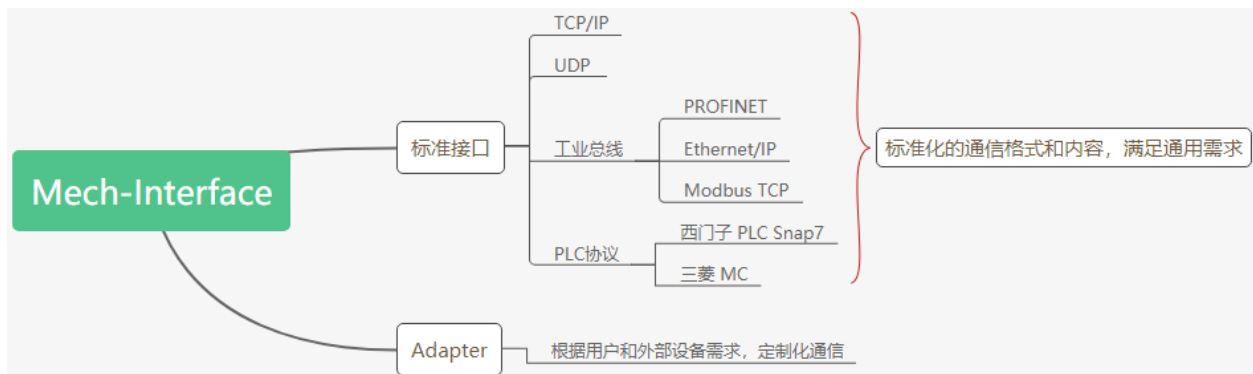 Mech-Interface
标准接口
TCP/IP
UDP
工业总线
PROFINET
Ethernet/IP
Modbus TCP
PLC协议
西门子 PLC Snap7
三菱 MC
标准化的通信格式和内容，满足通用需求
Adapter
根据用户和外部设备需求，定制化通信